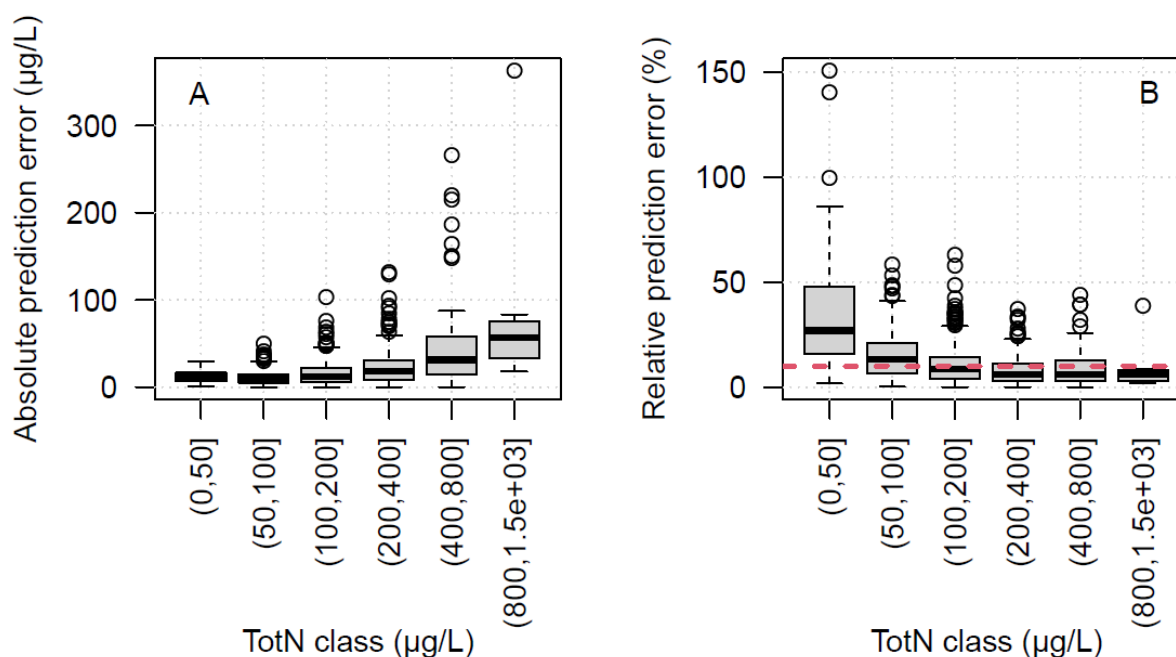 Absolute prediction error (µg/L)
A
300
200
100
0
(0,50]
(50,100]
(100,200]
(200,400]
(400,800]
(800,1.5e+03]
TotN class (µg/L)
Relative prediction error (%)
B
150
100
50
0
(0,50]
(50,100]
(100,200]
(200,400]
(400,800]
(800,1.5e+03]
TotN class (µg/L)